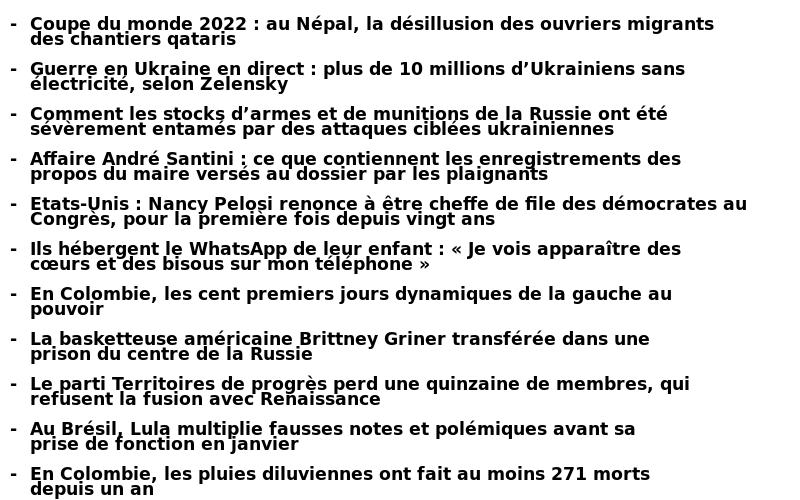 - Coupe du monde 2022 : au Népal, la désillusion des ouvriers migrants
des chantiers qataris
- Guerre en Ukraine en direct : plus de 10 millions d’Ukrainiens sans
électricité, selon Zelensky
- Comment les stocks d’armes et de munitions de la Russie ont été
sévèrement entamés par des attaques ciblées ukrainiennes
- Affaire André Santini : ce que contiennent les enregistrements des
propos du maire versés au dossier par les plaignants
- Etats-Unis : Nancy Pelosi renonce à être cheffe de file des démocrates au
Congrès, pour la première fois depuis vingt ans
- Ils hébergent le WhatsApp de leur enfant : « Je vois apparaître des
cœurs et des bisous sur mon téléphone »
- En Colombie, les cent premiers jours dynamiques de la gauche au
pouvoir
- La basketteuse américaine Brittney Griner transférée dans une
prison du centre de la Russie
- Le parti Territoires de progrès perd une quinzaine de membres, qui
refusent la fusion avec Renaissance
- Au Brésil, Lula multiplie fausses notes et polémiques avant sa
prise de fonction en janvier
- En Colombie, les pluies diluviennes ont fait au moins 271 morts
depuis un an